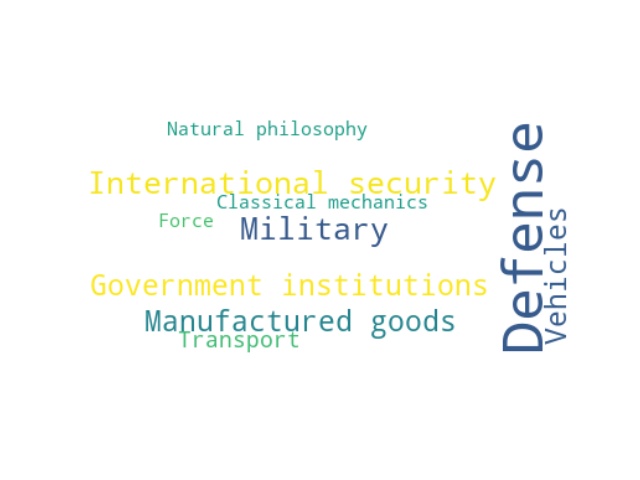 Natural philosophy
International security
Classical mechanics
Force
Military
Government institutions
Manufactured goods
Transport
Defense
Vehicles